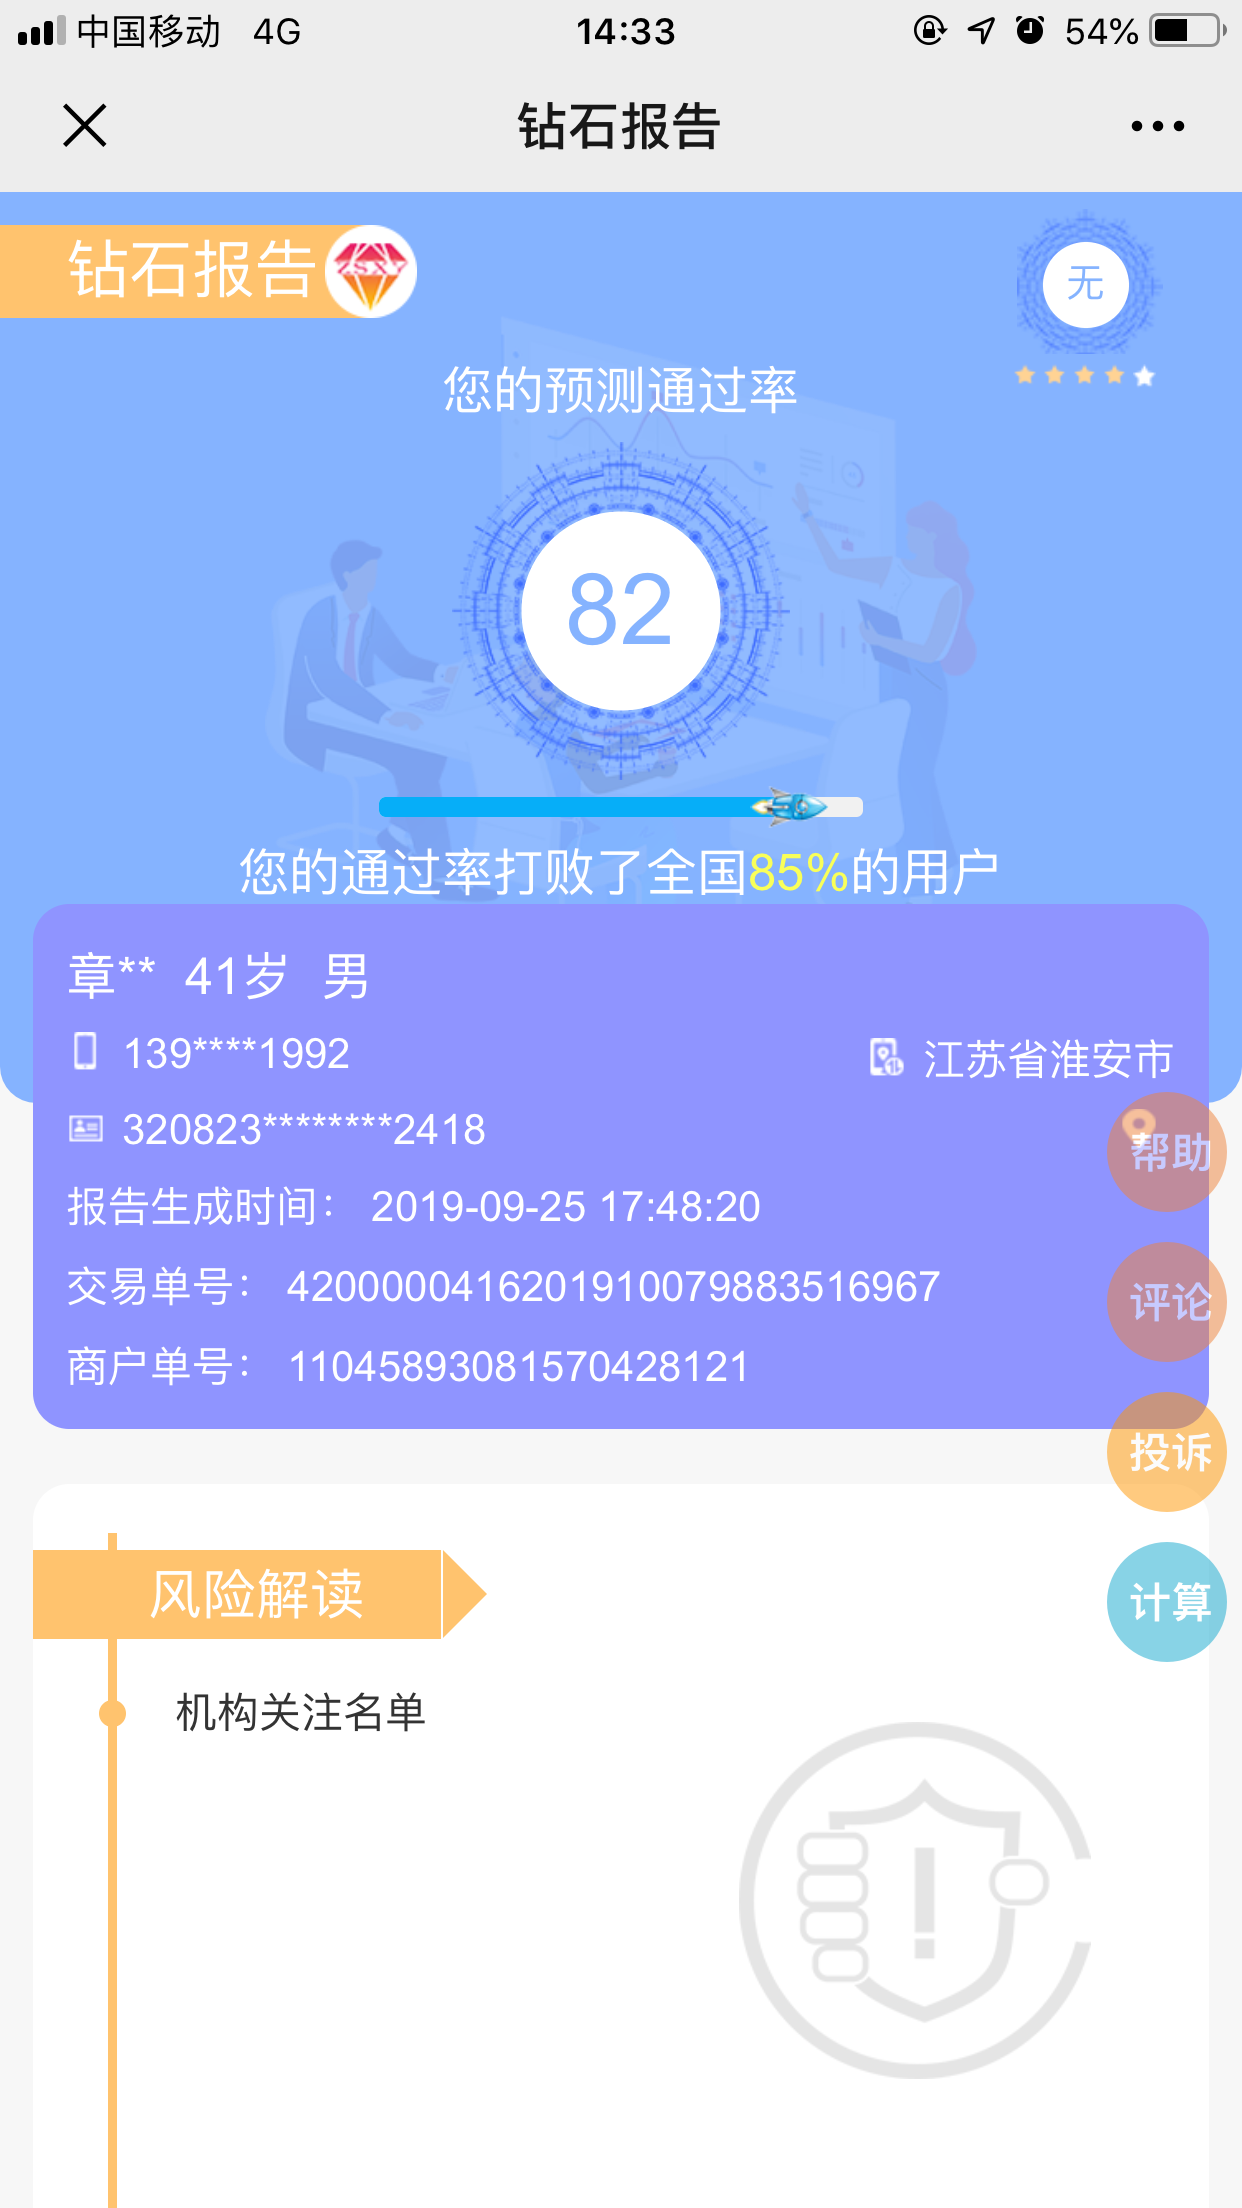 中国移动 4G 14:33 54%
钻石报告
钻石报告
无
您的预测通过率
82
您的通过率打败了全国85%的用户
章** 41岁 男
139****1992
江苏省淮安市
320823********2418
帮助
报告生成时间： 2019-09-25 17:48:20
交易单号： 4200000416201910079883516967
评论
商户单号： 11045893081570428121
投诉
风险解读
计算
机构关注名单